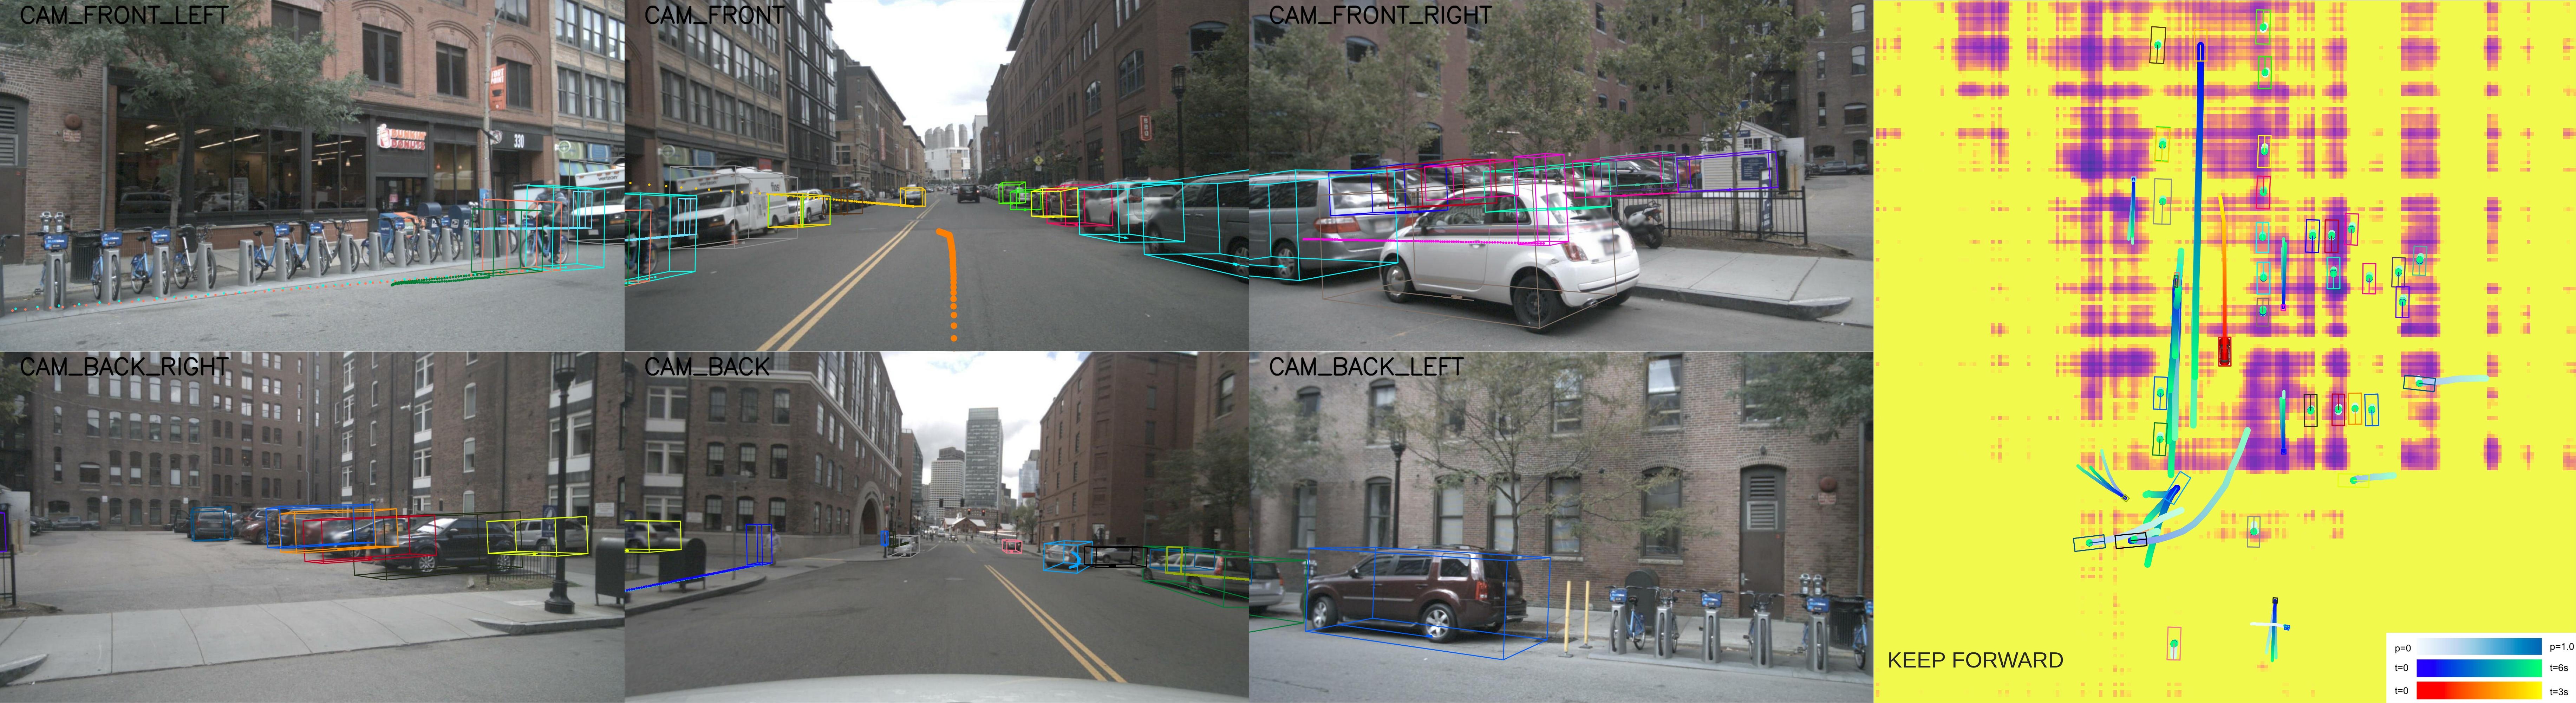 CAM_FRONT_LEFT
CAM_FRONT
CAM_FRONT_RIGHT
DUNKIN'
DONUTS
330
CAM_BACK_RIGHT
CAM_BACK
CAM_BACK_LEFT
KEEP FORWARD
p=0
p=1.0
t=0
t=6s
t=0
t=3s